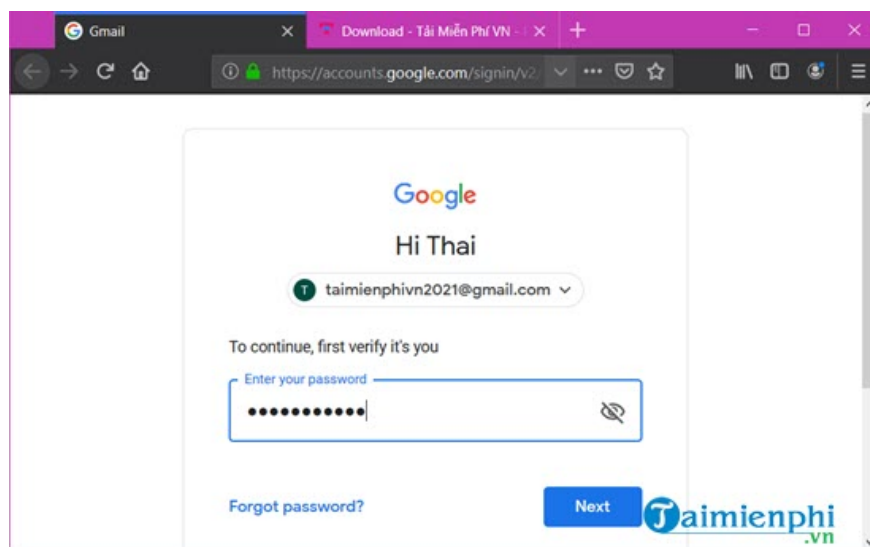 Gmail
Download - Tải Miễn Phí VN -
https://accounts.google.com/signin/v2
Google
Hi Thai
T taimienphivn2021@gmail.com
To continue, first verify it's you
Enter your password
Forgot password?
Next
Taimienphi
.vn